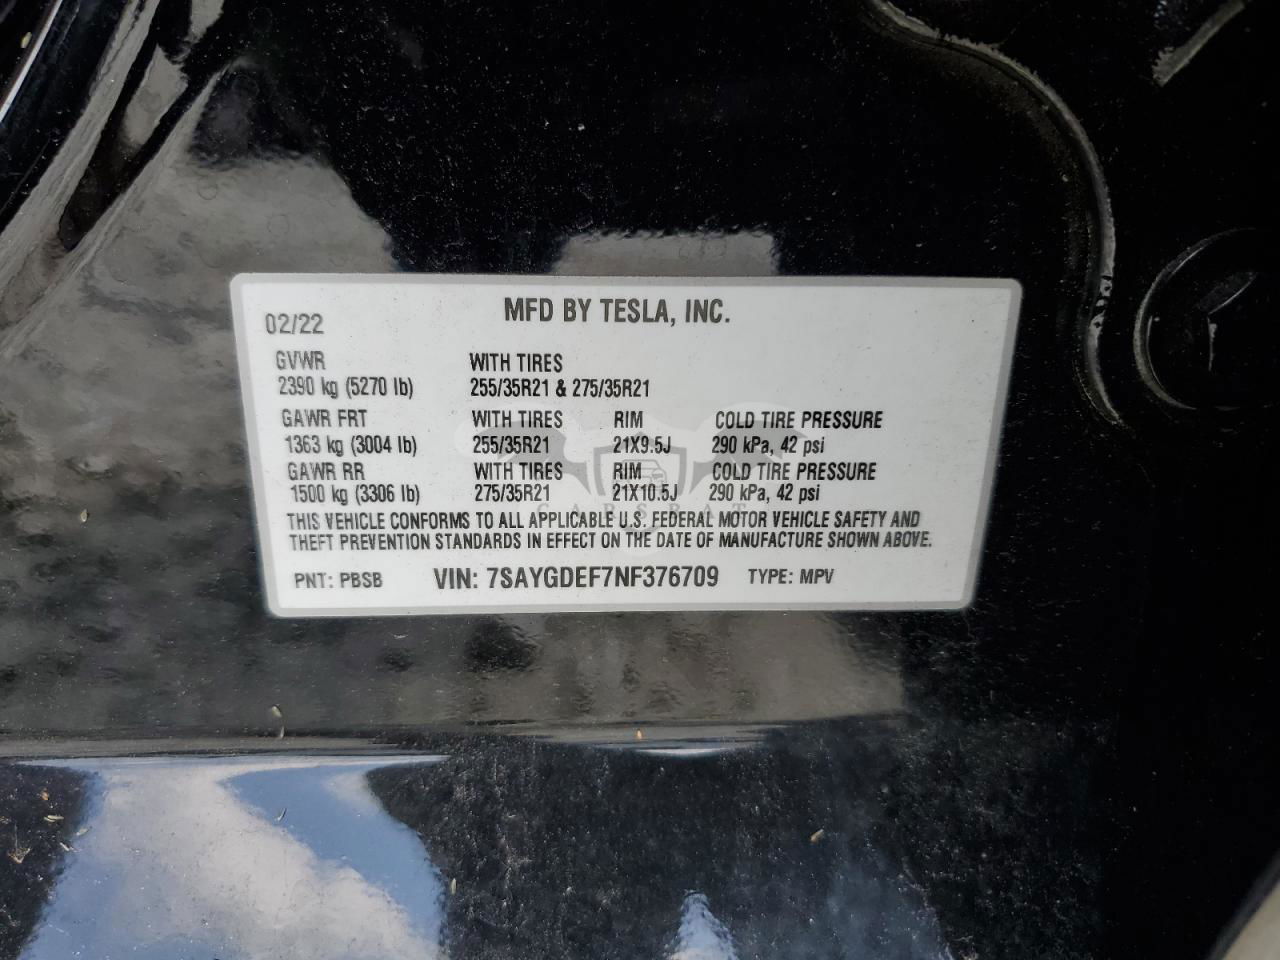 MFD BY TESLA, INC.
02/22
GVWR WITH TIRES
2390 kg (5270 lb) 255/35R21 & 275/35R21
GAWR FRT WITH TIRES RIM COLD TIRE PRESSURE
1363 kg (3004 lb) 255/35R21 21X9.5J 290 kPa, 42 psi
GAWR RR WITH TIRES RIM COLD TIRE PRESSURE
1500 kg (3306 lb) 275/35R21 21X10.5J 290 kPa, 42 psi
CARSBAT
THIS VEHICLE CONFORMS TO ALL APPLICABLE U.S. FEDERAL MOTOR VEHICLE SAFETY AND
THEFT PREVENTION STANDARDS IN EFFECT ON THE DATE OF MANUFACTURE SHOWN ABOVE.
PNT: PBSB VIN: 7SAYGDEF7NF376709 TYPE: MPV